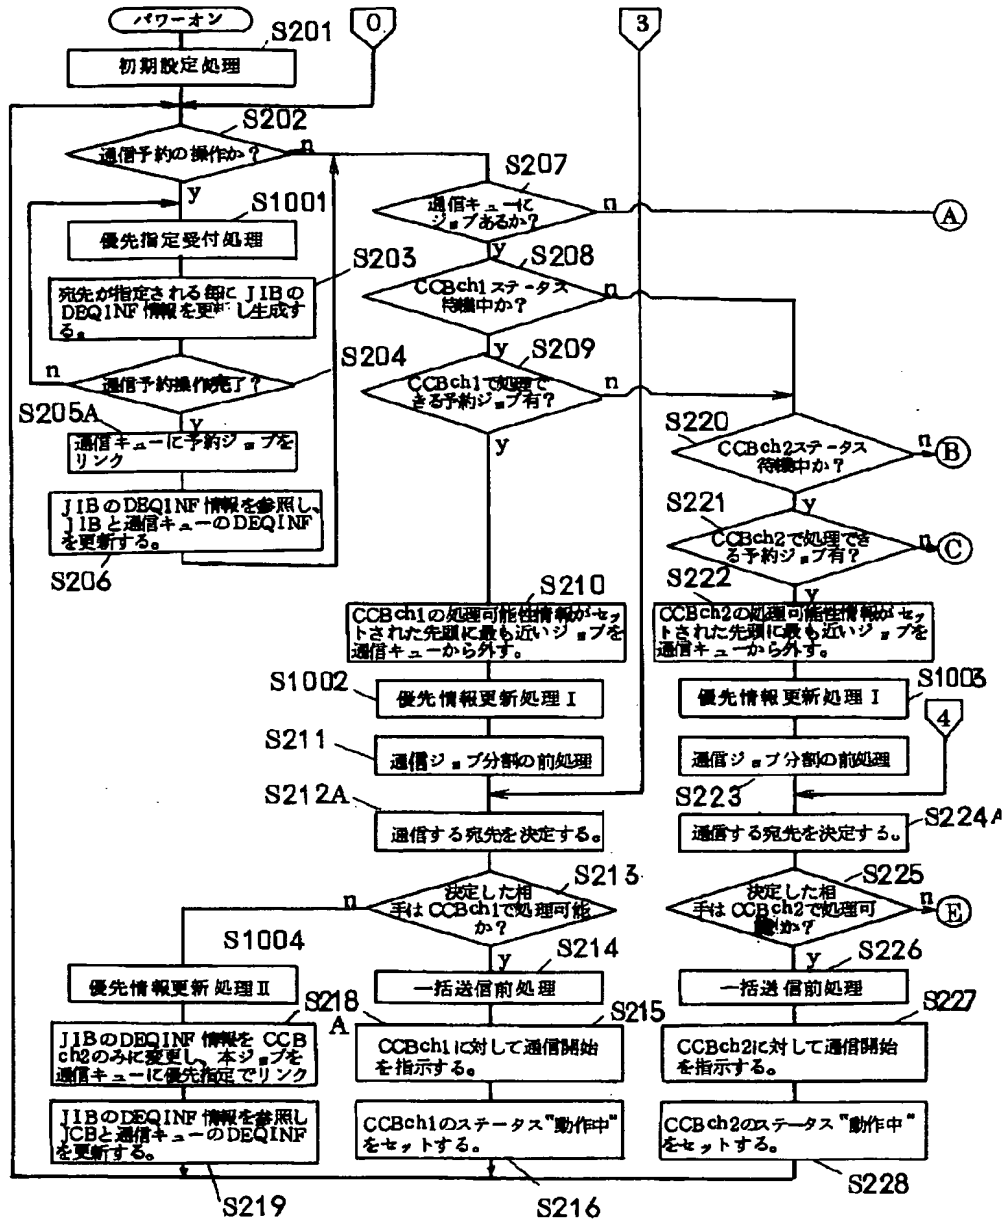 パワーオン
S201
0
3
初期設定処理
S202
通信予約の操作か?
n
y
S207
通信キューに
ジョブあるか?
n
A
y
S1001
優先指定受付処理
S203
宛先が指定される毎に JIBの
DEQINF 情報を更新し生成す
る。
S208
CCBch1 ステータス
待機中か?
n
y
S204
n
通信予約操作完了?
y
S209
CCBch1で処理で
きる予約ジョブ有?
n
y
S205A
通信キューに予約ジョブを
リンク
S220
CCBch2ステータス
待機中か?
n
B
y
JIBのDEQINF 情報を参照し、
JIBと通信キューのDEQINF
を更新する。
S206
S221
CCBch2で処理でき
る予約ジョブ有?
n
C
y
S210
CCBch1の処理可能性情報がセッ
トされた先頭に最も近いジョブを
通信キューから外す。
S222
CCBch2の処理可能性情報がセッ
トされた先頭に最も近いジョブを
通信キューから外す。
S1002
優先情報更新処理Ⅰ
S1003
優先情報更新処理Ⅰ
4
S211
通信ジョブ分割の前処理
通信ジョブ分割の前処理
S223
S212A
通信する宛先を決定する。
S224A
通信する宛先を決定する。
S213
決定した相
手は CCBch1で処理可能
か?
n
y
S225
決定した相
手は CCBch2で処理可
か?
n
E
y
S1004
優先情報更新処理Ⅱ
S214
一括送信前処理
S226
一括送信前処理
S218
A
JIBのDEQINF 情報を CCB
ch2のみに変更し、本ジョブを
通信キューに優先指定でリンク
S215
CCBch1に対して通信開始
を指示する。
S227
CCBch2に対して通信開始
を指示する。
JIBのDEQINF 情報を参照し
JCBと通信キューのDEQINF
を更新する。
S219
CCBch1のステータス"動作中"
をセットする。
S216
CCBch2のステータス"動作中"
をセットする。
S228